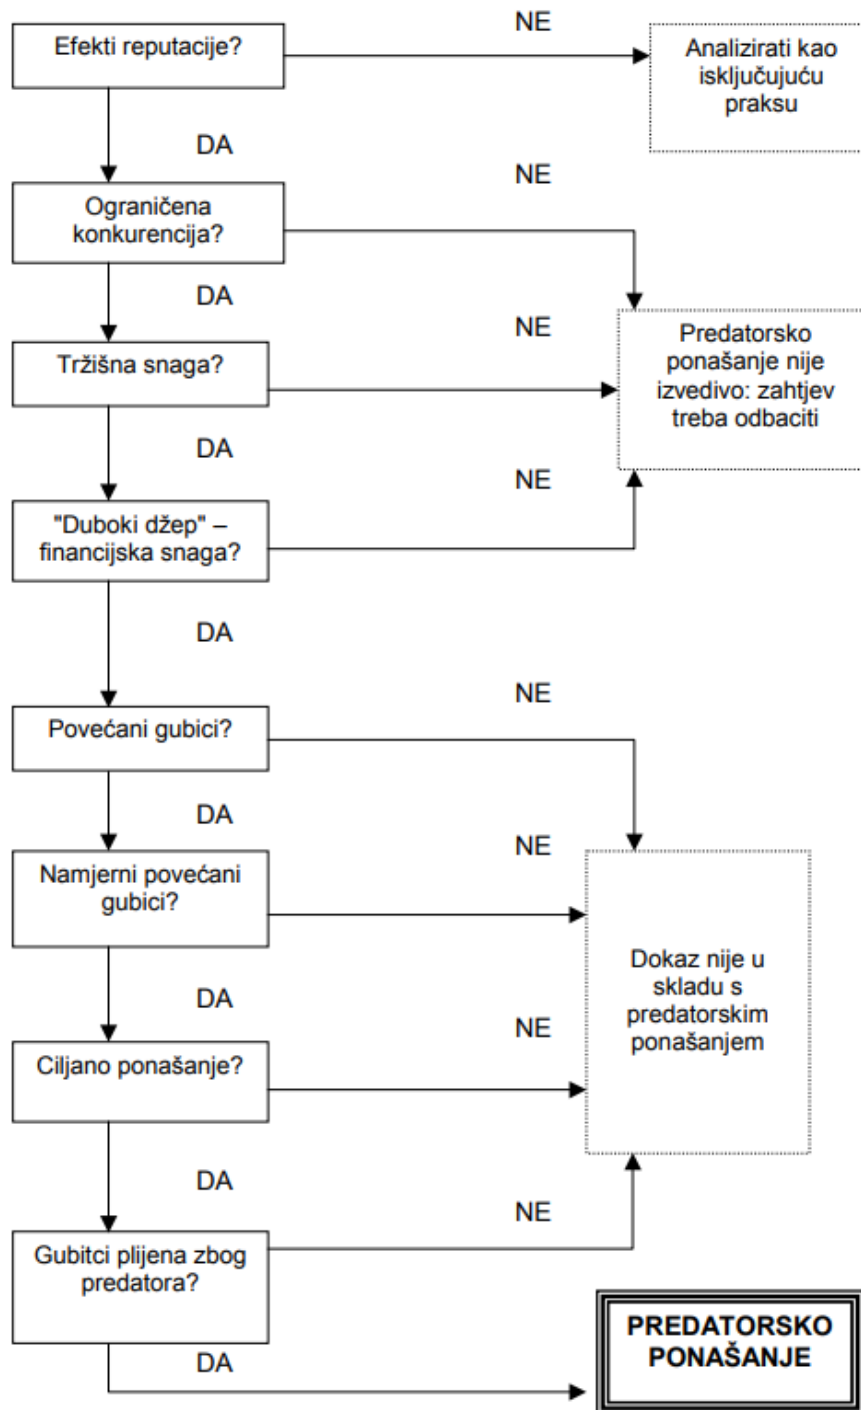 Efekti reputacije?
NE
Analizirati kao
isključujuću
praksu
DA
Ograničena
konkurencija?
NE
DA
Tržišna snaga?
NE
Predatorsko
ponašanje nije
izvedivo: zahtjev
treba odbaciti
DA
"Duboki džep" –
financijska snaga?
NE
DA
Povećani gubici?
NE
DA
Namjerni povećani
gubici?
NE
Dokaz nije u
skladu s
predatorskim
ponašanjem
DA
Ciljano ponašanje?
NE
DA
Gubitci plijena zbog
predatora?
NE
DA
PREDATORSKO
PONAŠANJE